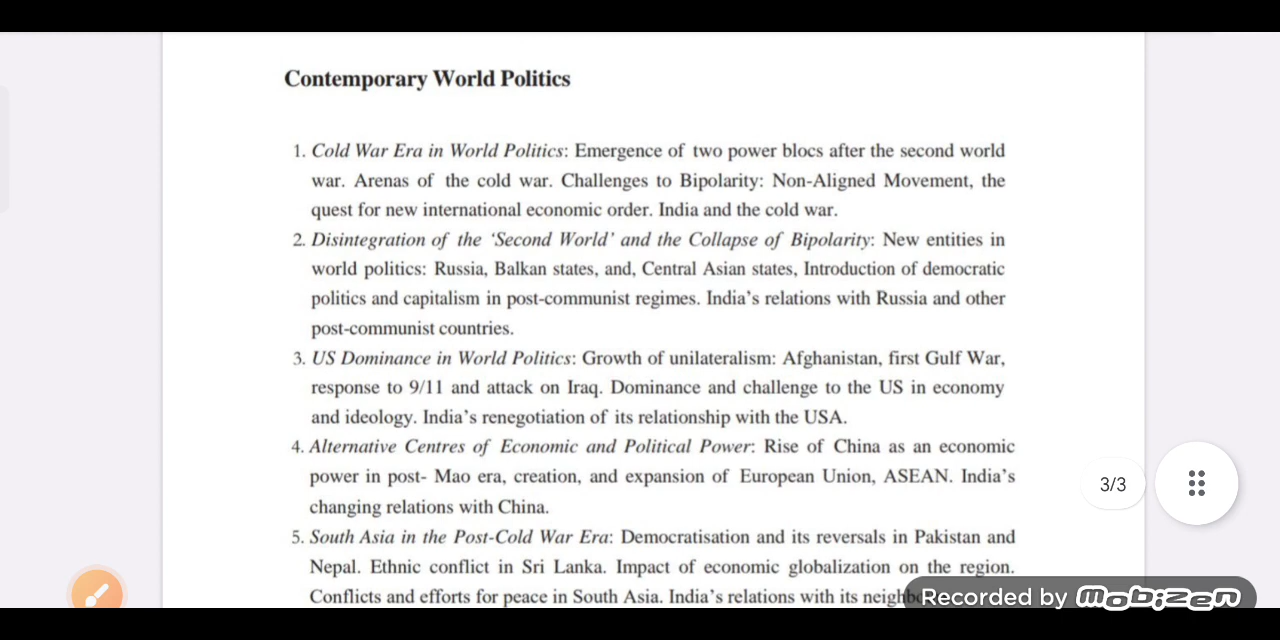 Contemporary World Politics
1. Cold War Era in World Politics: Emergence of two power blocs after the second world
war. Arenas of the cold war. Challenges to Bipolarity: Non-Aligned Movement, the
quest for new international economic order. India and the cold war.
2. Disintegration of the ‘Second World’ and the Collapse of Bipolarity: New entities in
world politics: Russia, Balkan states, and, Central Asian states, Introduction of democratic
politics and capitalism in post-communist regimes. India’s relations with Russia and other
post-communist countries.
3. US Dominance in World Politics: Growth of unilateralism: Afghanistan, first Gulf War,
response to 9/11 and attack on Iraq. Dominance and challenge to the US in economy
and ideology. India’s renegotiation of its relationship with the USA.
4. Alternative Centres of Economic and Political Power: Rise of China as an economic
power in post- Mao era, creation, and expansion of European Union, ASEAN. India’s
changing relations with China.
3/3
5. South Asia in the Post-Cold War Era: Democratisation and its reversals in Pakistan and
Nepal. Ethnic conflict in Sri Lanka. Impact of economic globalization on the region.
Conflicts and efforts for peace in South Asia. India’s relations with its
Recorded by Mobizen